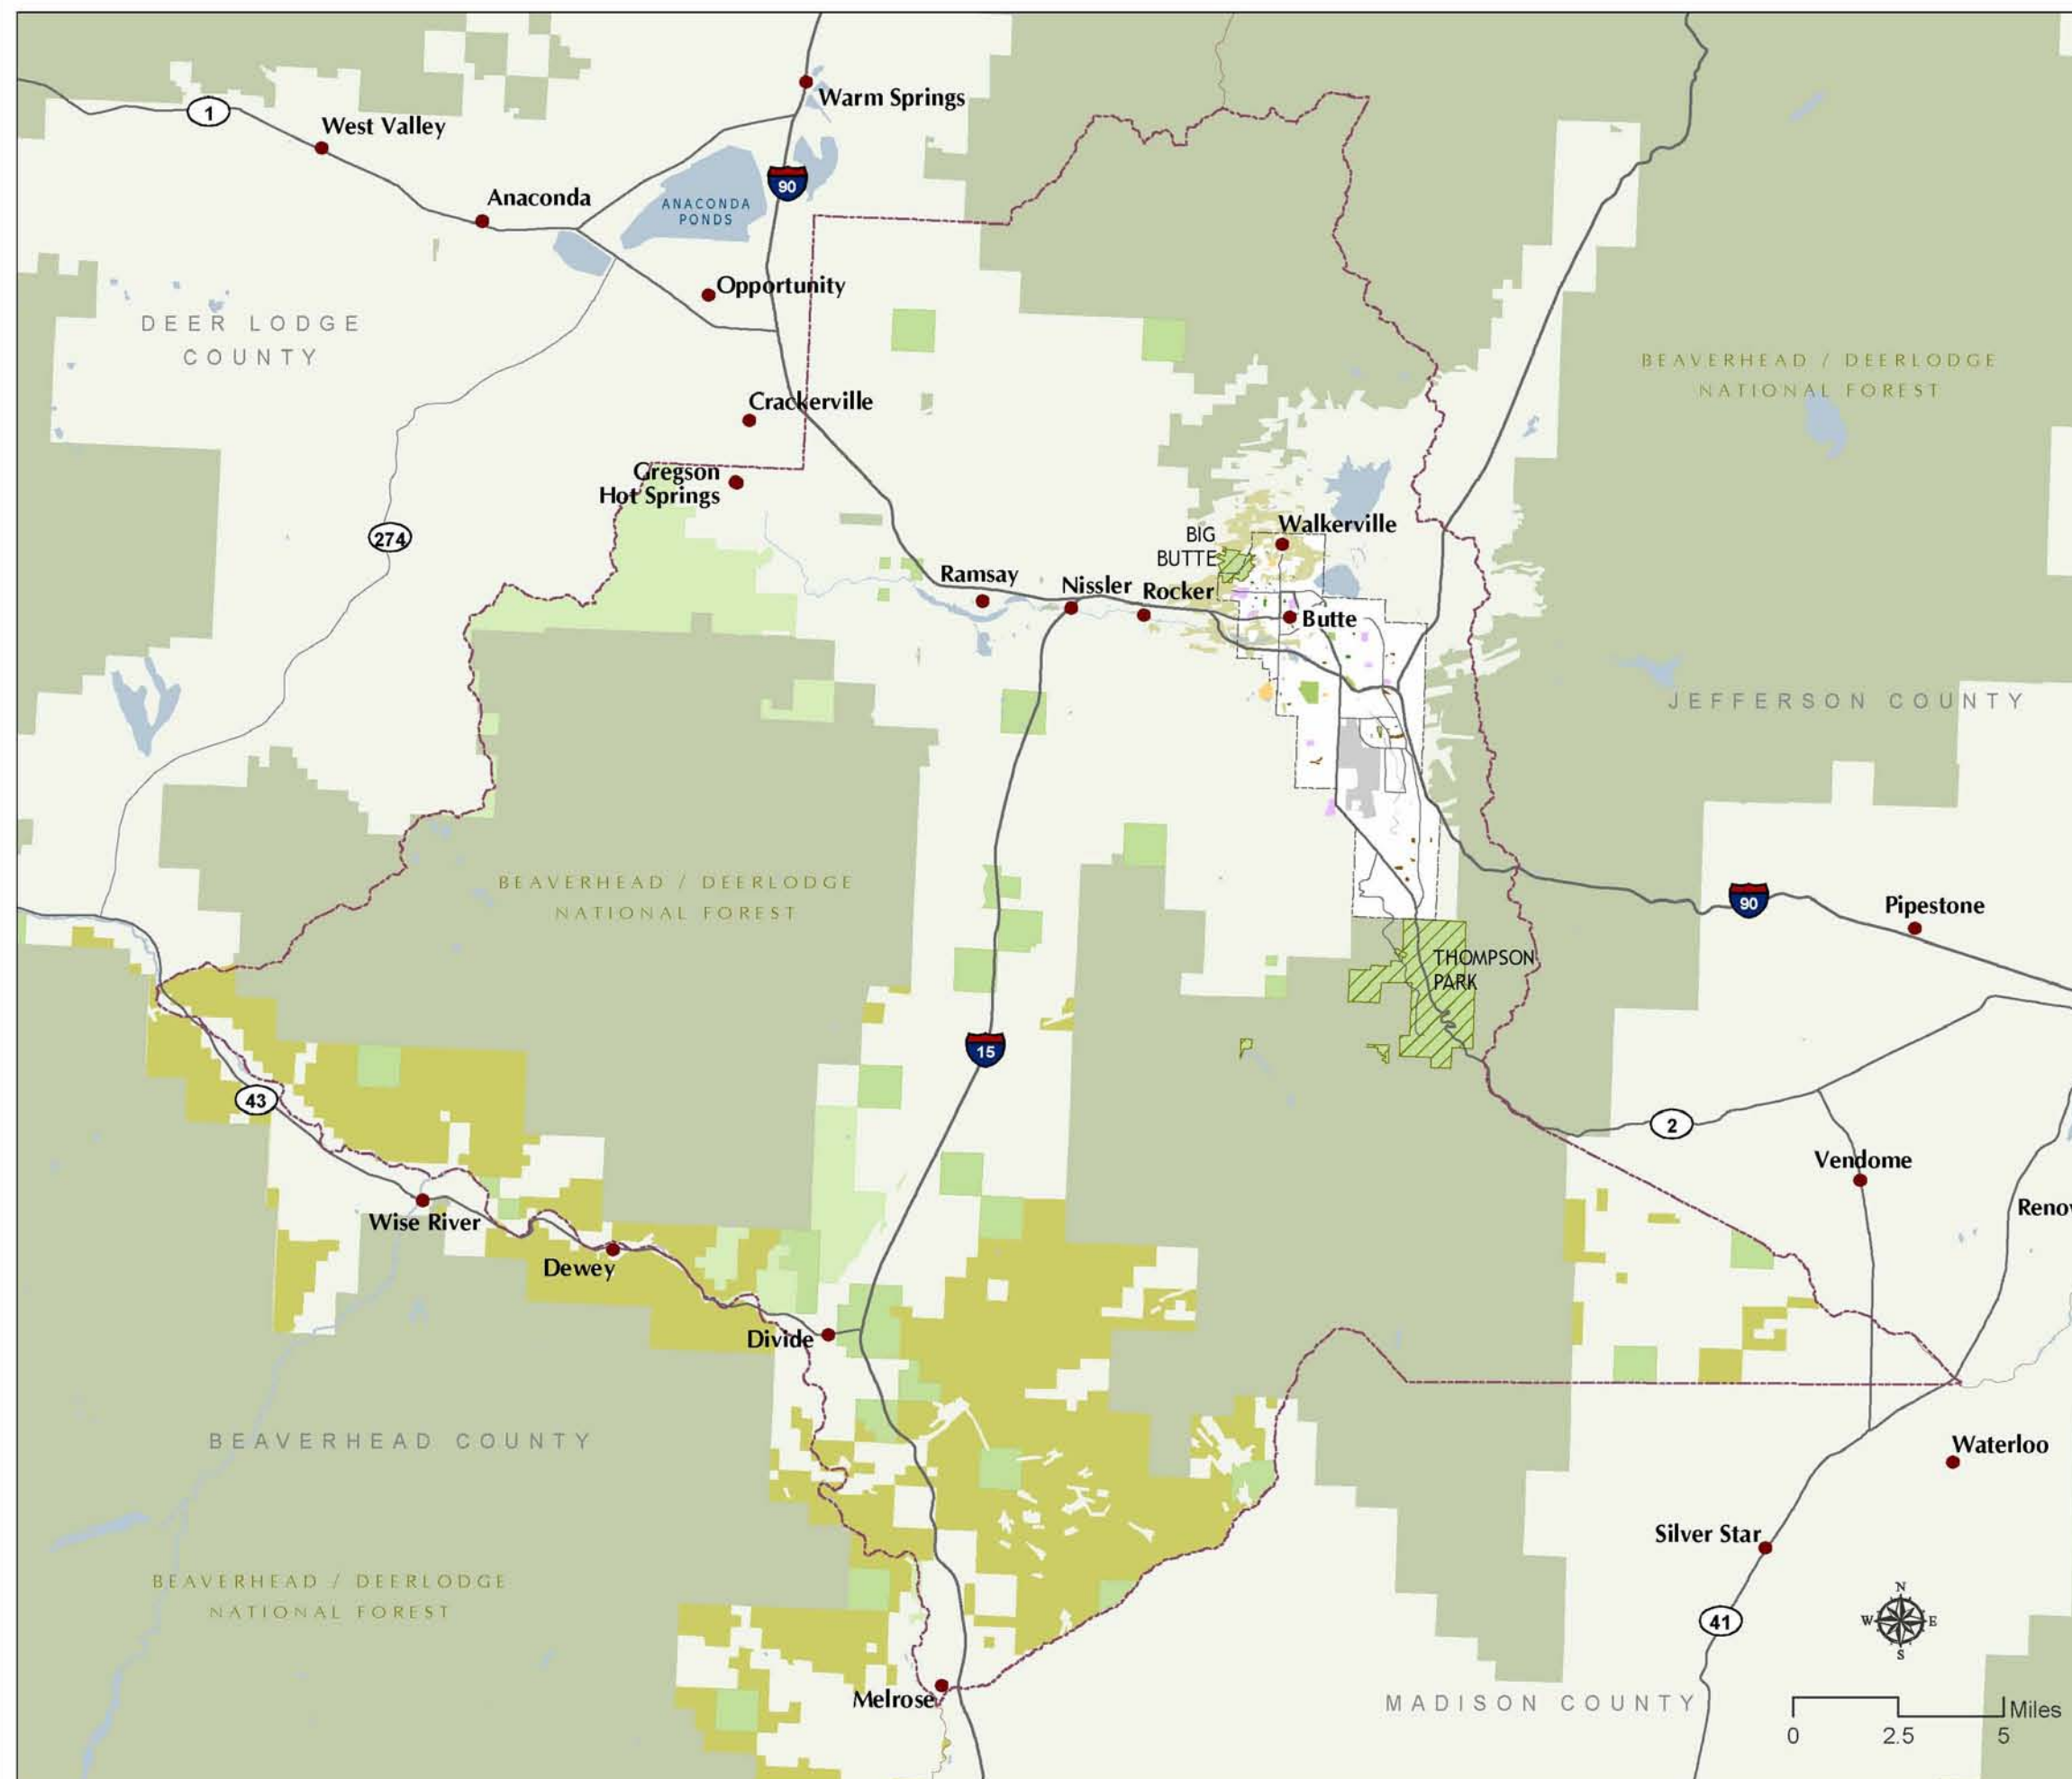 Warm Springs
1
West Valley
90
Anaconda
ANACONDA
PONDS
Opportunity
DEER LODGE
COUNTY
BEAVERHEAD / DEERLODGE
NATIONAL FOREST
Crackerville
Gregson
Hot Springs
274
BIG
BUTTE
Walkerville
Ramsay
Nissler
Rocker
Butte
JEFFERSON COUNTY
BEAVERHEAD / DEERLODGE
NATIONAL FOREST
90
Pipestone
THOMPSON
PARK
15
43
2
Vendome
Wise River
Reno
Dewey
Divide
BEAVERHEAD COUNTY
Waterloo
Silver Star
BEAVERHEAD / DEERLODGE
NATIONAL FOREST
41
N
W E
S
Melrose
MADISON COUNTY
Miles
0 2.5 5